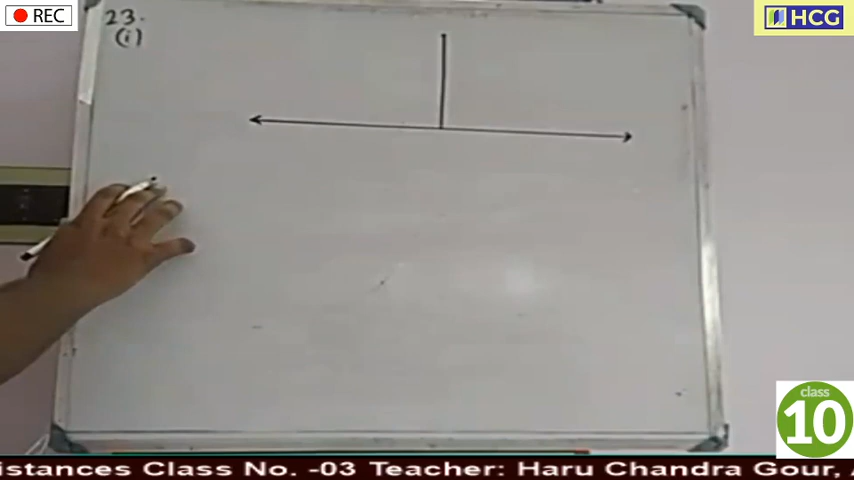 REC
HCG
23.
(i)
class
10
istances Class No. -03 Teacher: Haru Chandra Gour,